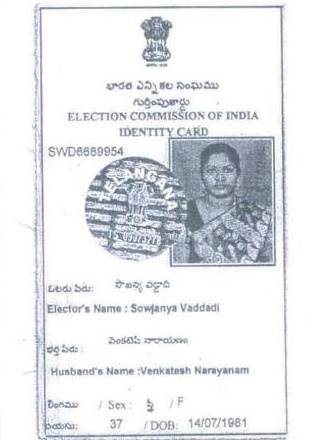 భారత ఎన్నికల సంఘము
గుర్తింపుకార్డు
ELECTION COMMISSION OF INDIA
IDENTITY CARD
SWD6689954
TELANGANA
ఓటరు పేరు: సౌజన్య వడ్డాది
Elector's Name : Sowjanya Vaddadi
భర్త పేరు : వెంకటేష్ నారాయణం
Husband's Name :Venkatesh Narayanam
లింగము / Sex : స్త్రీ / F
వయసు: 37 / DOB: 14/07/1981